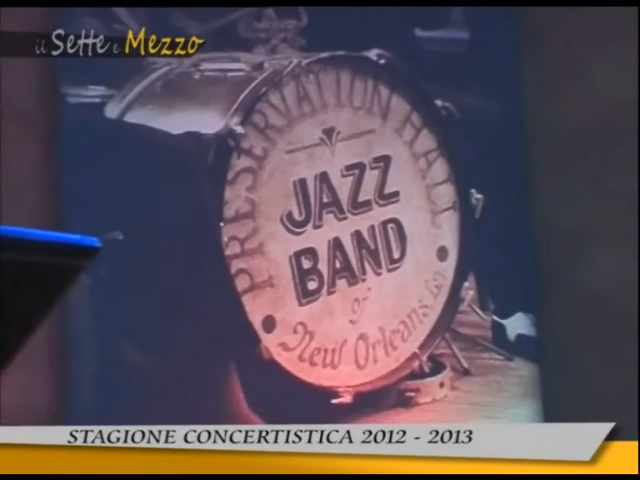 il Sette e Mezzo
PRESERVATION HALL
JAZZ
BAND
of
New Orleans, La
STAGIONE CONCERTISTICA 2012 - 2013